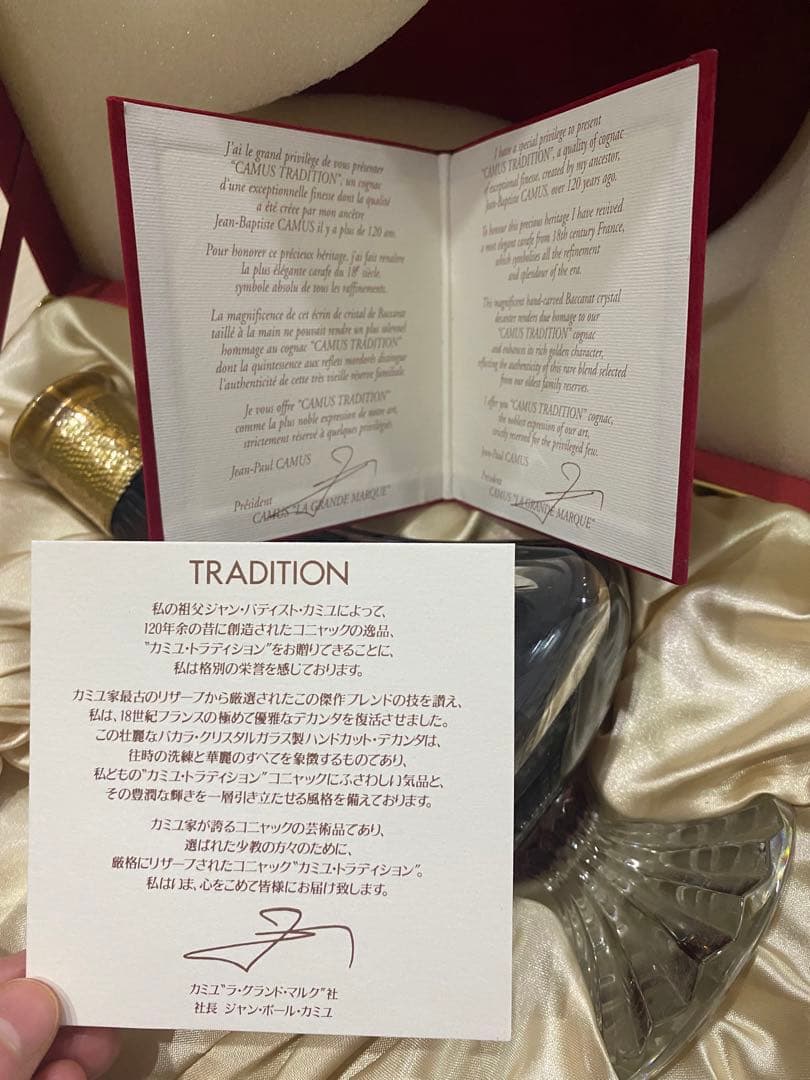 J'ai le grand privilège de vous présenter
"CAMUS TRADITION", un cognac
d'une exceptionnelle finesse dont la qualité
a été créée par mon ancêtre
Jean-Baptiste CAMUS il y a plus de 120 ans.
Pour honorer ce précieux héritage, j'ai fait renaître
la plus élégante carafe du 18e siècle,
symbole absolu de tous les raffinements.
La magnificence de cet écrin de cristal de Baccarat
taillé à la main ne pouvait rendre un plus solennel
hommage au cognac "CAMUS TRADITION"
dont la quintessence aux reflets mordorés distingue
l'authenticité de cette très vieille réserve familiale.
Je vous offre "CAMUS TRADITION"
comme la plus noble expression de notre art,
strictement réservé à quelques privilégiés.
Jean-Paul CAMUS
Président
CAMUS "LA GRANDE MARQUE"
I have a special privilege to present
"CAMUS TRADITION", a quality of cognac
of exceptional finesse, created by my ancestor,
Jean-Baptiste CAMUS, over 120 years ago.
To honour this precious heritage I have revived
a most elegant carafe from 18th century France,
which symbolises all the refinement
and splendour of the era.
This magnificent hand-carved Baccarat crystal
decanter renders due homage to our
"CAMUS TRADITION" cognac
and enhances its rich golden character,
reflecting the authenticity of this rare blend selected
from our oldest family reserves.
I offer you "CAMUS TRADITION" cognac,
the noblest expression of our art,
strictly reserved for the privileged few.
Jean-Paul CAMUS
Président
CAMUS "LA GRANDE MARQUE"
TRADITION
私の祖父ジャン・バティスト・カミュによって、
120年余の昔に創造されたコニャックの逸品、
"カミュ・トラディション"をお贈りできることに、
私は格別の栄誉を感じております。
カミュ家最古のリザーブから厳選されたこの傑作ブレンドの技を讃え、
私は、18世紀フランスの極めて優雅なデカンタを復活させました。
この壮麗なバカラ・クリスタルガラス製ハンドカット・デカンタは、
往時の洗練と華麗のすべてを象徴するものであり、
私どもの"カミュ・トラディション"コニャックにふさわしい気品と、
その豊潤な輝きを一層引き立たせる風格を備えております。
カミュ家が誇るコニャックの芸術品であり、
選ばれた少数の方々のために、
厳格にリザーブされたコニャック"カミュ・トラディション"。
私はいま、心をこめて皆様にお届け致します。
カミュ"ラ・グランド・マルク"社
社長 ジャン・ポール・カミュ